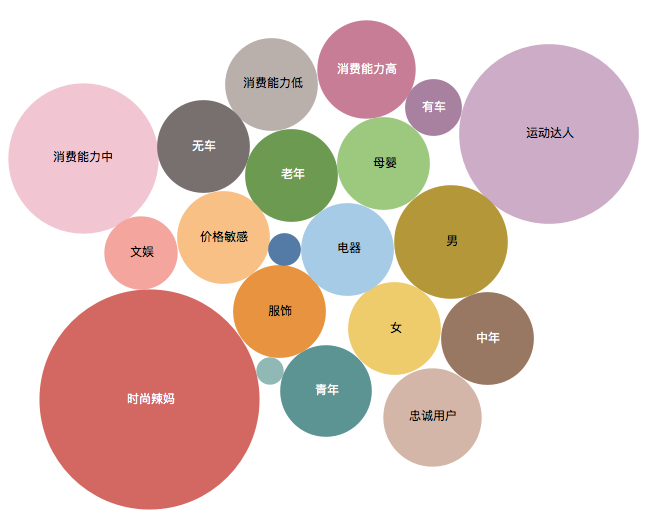 消费能力高
消费能力低
有车
运动达人
无车
消费能力中
母婴
老年
价格敏感
男
电器
文娱
服饰
女
中年
青年
时尚辣妈
忠诚用户